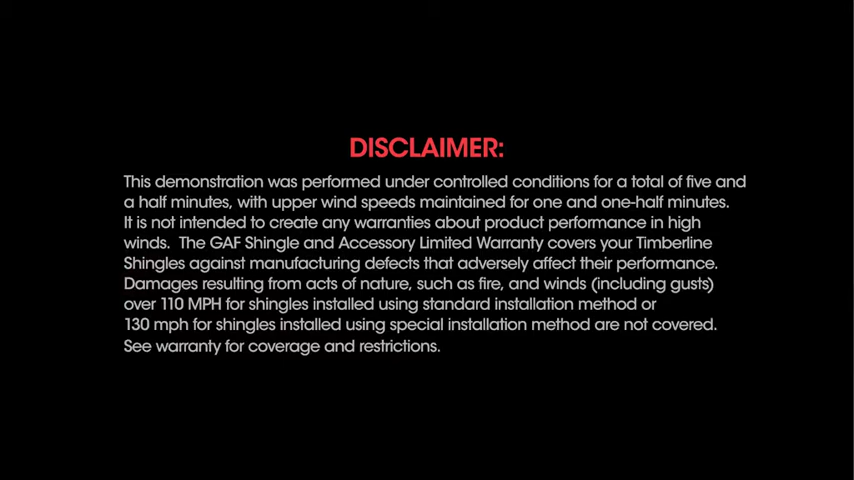 DISCLAIMER:
This demonstration was performed under controlled conditions for a total of five and
a half minutes, with upper wind speeds maintained for one and one-half minutes.
It is not intended to create any warranties about product performance in high
winds.  The GAF Shingle and Accessory Limited Warranty covers your Timberline
Shingles against manufacturing defects that adversely affect their performance.
Damages resulting from acts of nature, such as fire, and winds (including gusts)
over 110 MPH for shingles installed using standard installation method or
130 mph for shingles installed using special installation method are not covered.
See warranty for coverage and restrictions.